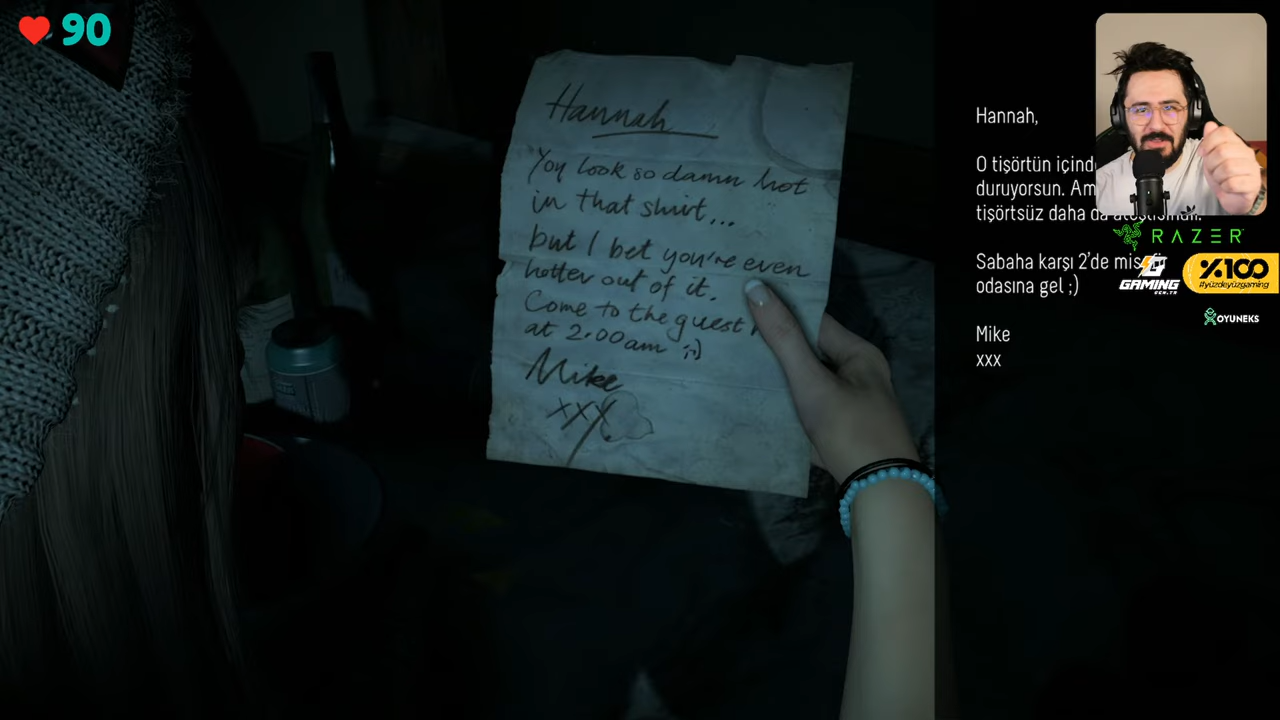 90
Hannah
You look so damn hot
in that shirt...
but I bet you're even
hotter out of it.
Come to the guest
at 2.00am ;)
Mike
xxx
Hannah,
O tişörtün içind
duruyorsun. Am
tişörtsüz daha da
Sabaha karşı 2'de
odasına gel ;)
Mike
xxx
RAZER
GAMING
GEN.TR
%100
#yüzdeyüzgaming
OYUNEKS